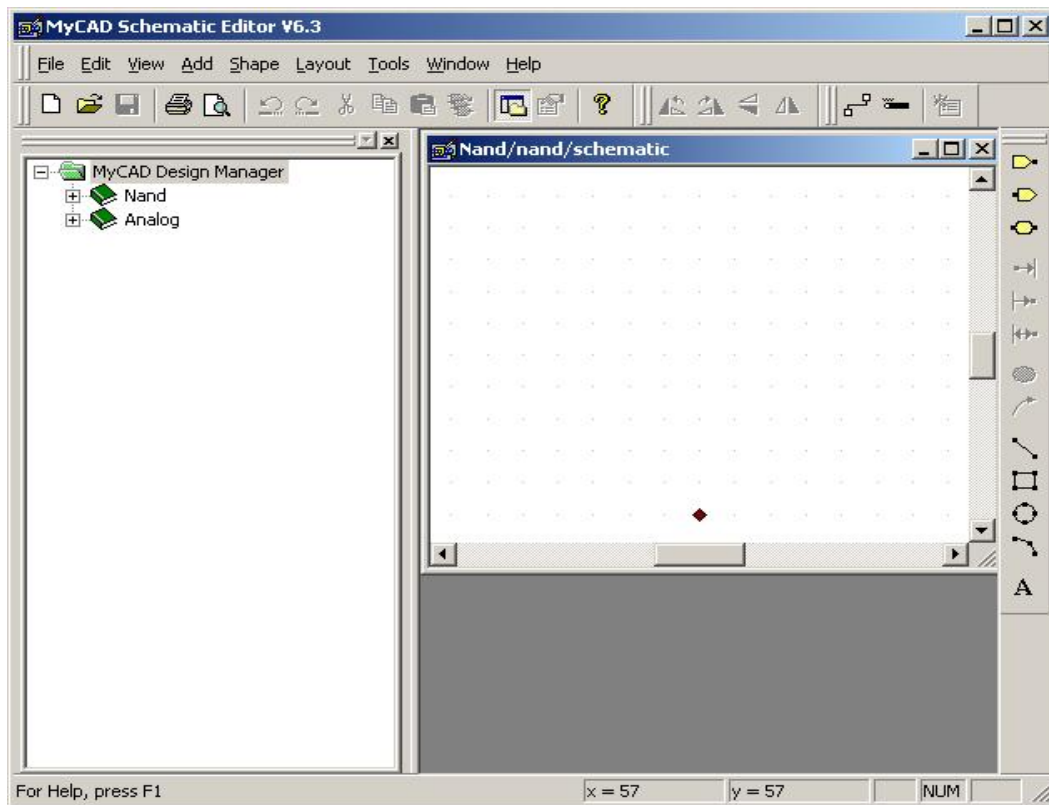 MyCAD Schematic Editor V6.3
File Edit View Add Shape Layout Tools Window Help
MyCAD Design Manager
Nand
Analog
Nand/nand/schematic
A
For Help, press F1
x = 57
y = 57
NUM